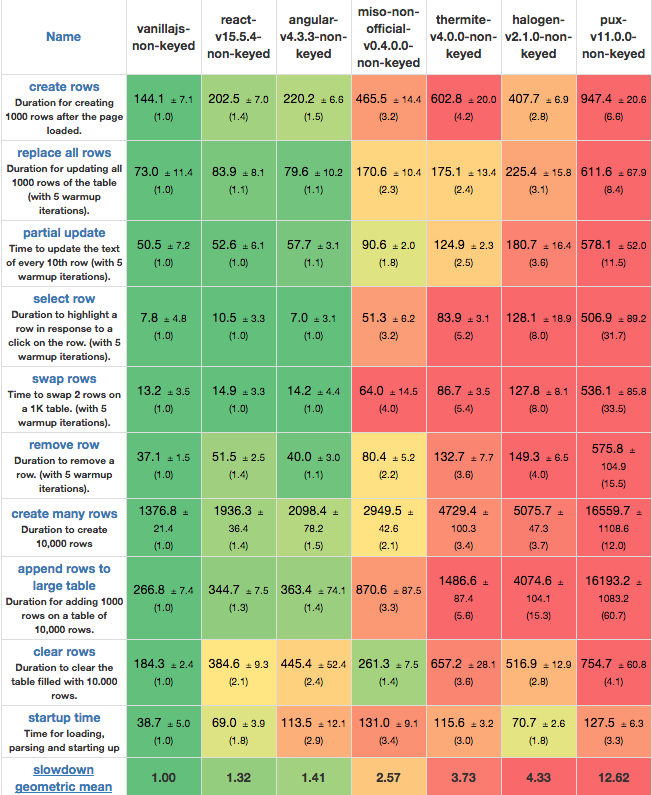 Name
vanillajs-
non-keyed
react-
v15.5.4-
non-keyed
angular-
v4.3.3-non-
keyed
miso-non-
official-
v0.4.0.0-
non-keyed
thermite-
v4.0.0-non-
keyed
halogen-
v2.1.0-non-
keyed
pux-
v11.0.0-
non-keyed
create rows
Duration for creating
1000 rows after the page
loaded.
144.1 ± 7.1
(1.0)
202.5 ± 7.0
(1.4)
220.2 ± 6.6
(1.5)
465.5 ± 14.4
(3.2)
602.8 ± 20.0
(4.2)
407.7 ± 6.9
(2.8)
947.4 ± 20.6
(6.6)
replace all rows
Duration for updating all
1000 rows of the table
(with 5 warmup
iterations).
73.0 ± 11.4
(1.0)
83.9 ± 8.1
(1.1)
79.6 ± 10.2
(1.1)
170.6 ± 10.4
(2.3)
175.1 ± 13.4
(2.4)
225.4 ± 15.8
(3.1)
611.6 ± 67.9
(8.4)
partial update
Time to update the text
of every 10th row (with 5
warmup iterations).
50.5 ± 7.2
(1.0)
52.6 ± 6.1
(1.0)
57.7 ± 3.1
(1.1)
90.6 ± 2.0
(1.8)
124.9 ± 2.3
(2.5)
180.7 ± 16.4
(3.6)
578.1 ± 52.0
(11.5)
select row
Duration to highlight a
row in response to a
click on the row. (with 5
warmup iterations).
7.8 ± 4.8
(1.0)
10.5 ± 3.3
(1.0)
7.0 ± 3.1
(1.0)
51.3 ± 6.2
(3.2)
83.9 ± 3.1
(5.2)
128.1 ± 18.9
(8.0)
506.9 ± 89.2
(31.7)
swap rows
Time to swap 2 rows on
a 1K table. (with 5
warmup iterations).
13.2 ± 3.5
(1.0)
14.9 ± 3.3
(1.0)
14.2 ± 4.4
(1.0)
64.0 ± 14.5
(4.0)
86.7 ± 3.5
(5.4)
127.8 ± 8.1
(8.0)
536.1 ± 85.8
(33.5)
remove row
Duration to remove a
row. (with 5 warmup
iterations).
37.1 ± 1.5
(1.0)
51.5 ± 2.5
(1.4)
40.0 ± 3.0
(1.1)
80.4 ± 5.2
(2.2)
132.7 ± 7.7
(3.6)
149.3 ± 6.5
(4.0)
575.8 ±
104.9
(15.5)
create many rows
Duration to create
10,000 rows
1376.8 ±
21.4
(1.0)
1936.3 ±
36.4
(1.4)
2098.4 ±
78.2
(1.5)
2949.5 ±
42.6
(2.1)
4729.4 ±
100.3
(3.4)
5075.7 ±
47.3
(3.7)
16559.7 ±
1108.6
(12.0)
append rows to
large table
Duration for adding 1000
rows on a table of
10,000 rows.
266.8 ± 7.4
(1.0)
344.7 ± 7.5
(1.3)
363.4 ± 74.1
(1.4)
870.6 ± 87.5
(3.3)
1486.6 ±
87.4
(5.6)
4074.6 ±
104.1
(15.3)
16193.2 ±
1083.2
(60.7)
clear rows
Duration to clear the
table filled with 10.000
rows.
184.3 ± 2.4
(1.0)
384.6 ± 9.3
(2.1)
445.4 ± 52.4
(2.4)
261.3 ± 7.5
(1.4)
657.2 ± 28.1
(3.6)
516.9 ± 12.9
(2.8)
754.7 ± 60.8
(4.1)
startup time
Time for loading,
parsing and starting up
38.7 ± 5.0
(1.0)
69.0 ± 3.9
(1.8)
113.5 ± 12.1
(2.9)
131.0 ± 9.1
(3.4)
115.6 ± 3.2
(3.0)
70.7 ± 2.6
(1.8)
127.5 ± 6.3
(3.3)
slowdown
geometric mean
1.00
1.32
1.41
2.57
3.73
4.33
12.62